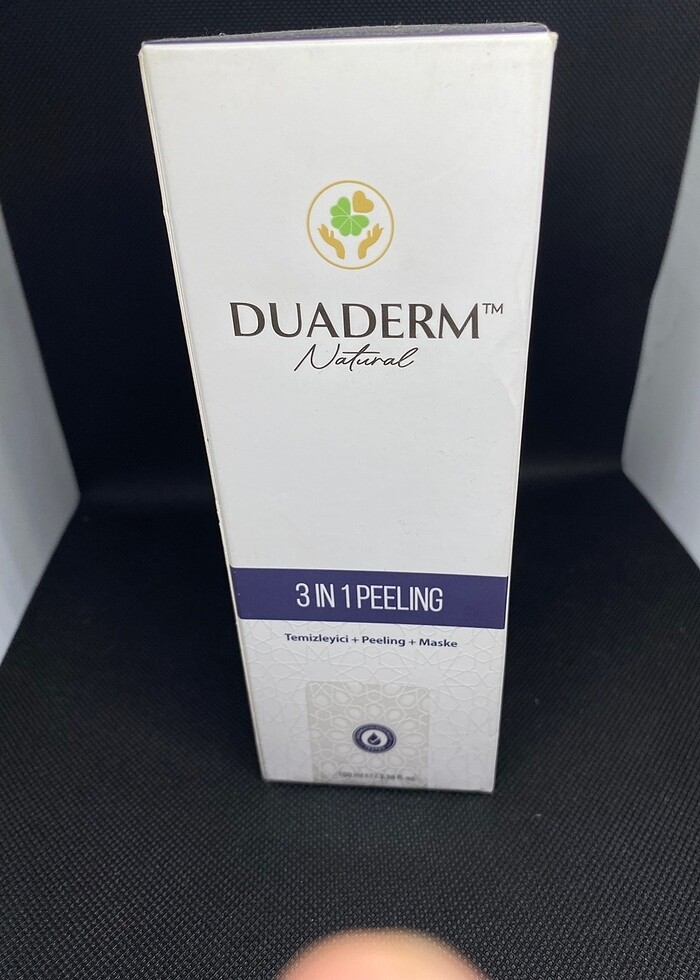 DUADERM™
Natural
3 IN 1 PEELING
Temizleyici + Peeling + Maske